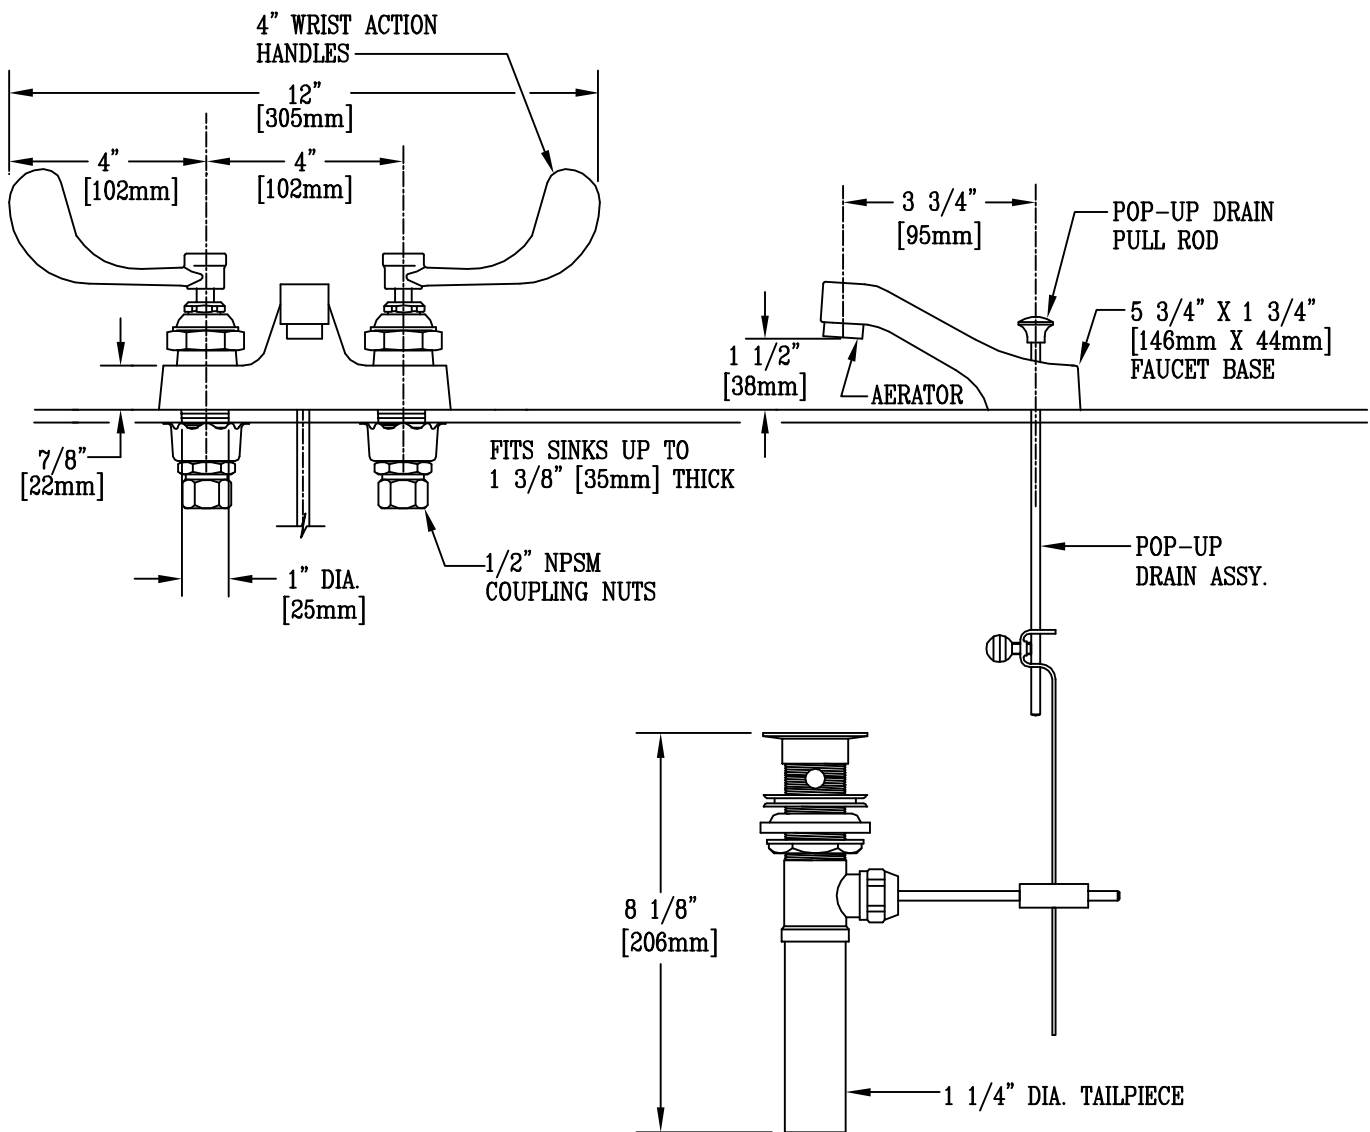 4" WRIST ACTION
HANDLES
12"
[305mm]
4"
[102mm]
4"
[102mm]
3 3/4"
[95mm]
POP-UP DRAIN
PULL ROD
5 3/4" X 1 3/4"
[146mm X 44mm]
FAUCET BASE
1 1/2"
[38mm]
AERATOR
7/8"
[22mm]
FITS SINKS UP TO
1 3/8" [35mm] THICK
1" DIA.
[25mm]
1/2" NPSM
COUPLING NUTS
POP-UP
DRAIN ASSY.
8 1/8"
[206mm]
1 1/4" DIA. TAILPIECE